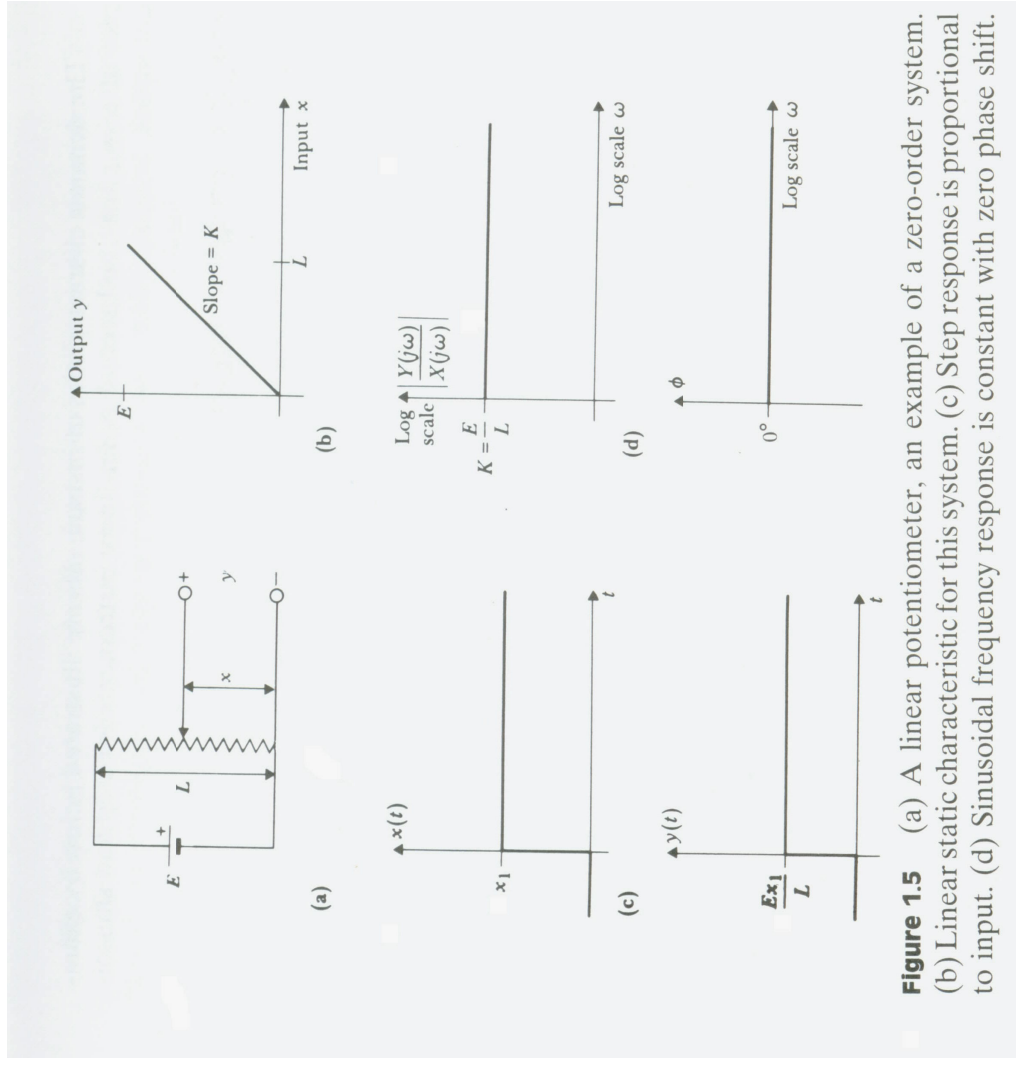 E
+
L
x
y
+
−
(a)
Output y
E
Slope = K
L
Input x
(b)
x(t)
x1
t
(c)
y(t)
Ex1
L
t
Log
scale
|Y(jω)|
|X(jω)|
K = E
L
Log scale ω
(d)
ϕ
0°
Log scale ω
Figure 1.5 (a) A linear potentiometer, an example of a zero-order system.
(b) Linear static characteristic for this system. (c) Step response is proportional
to input. (d) Sinusoidal frequency response is constant with zero phase shift.